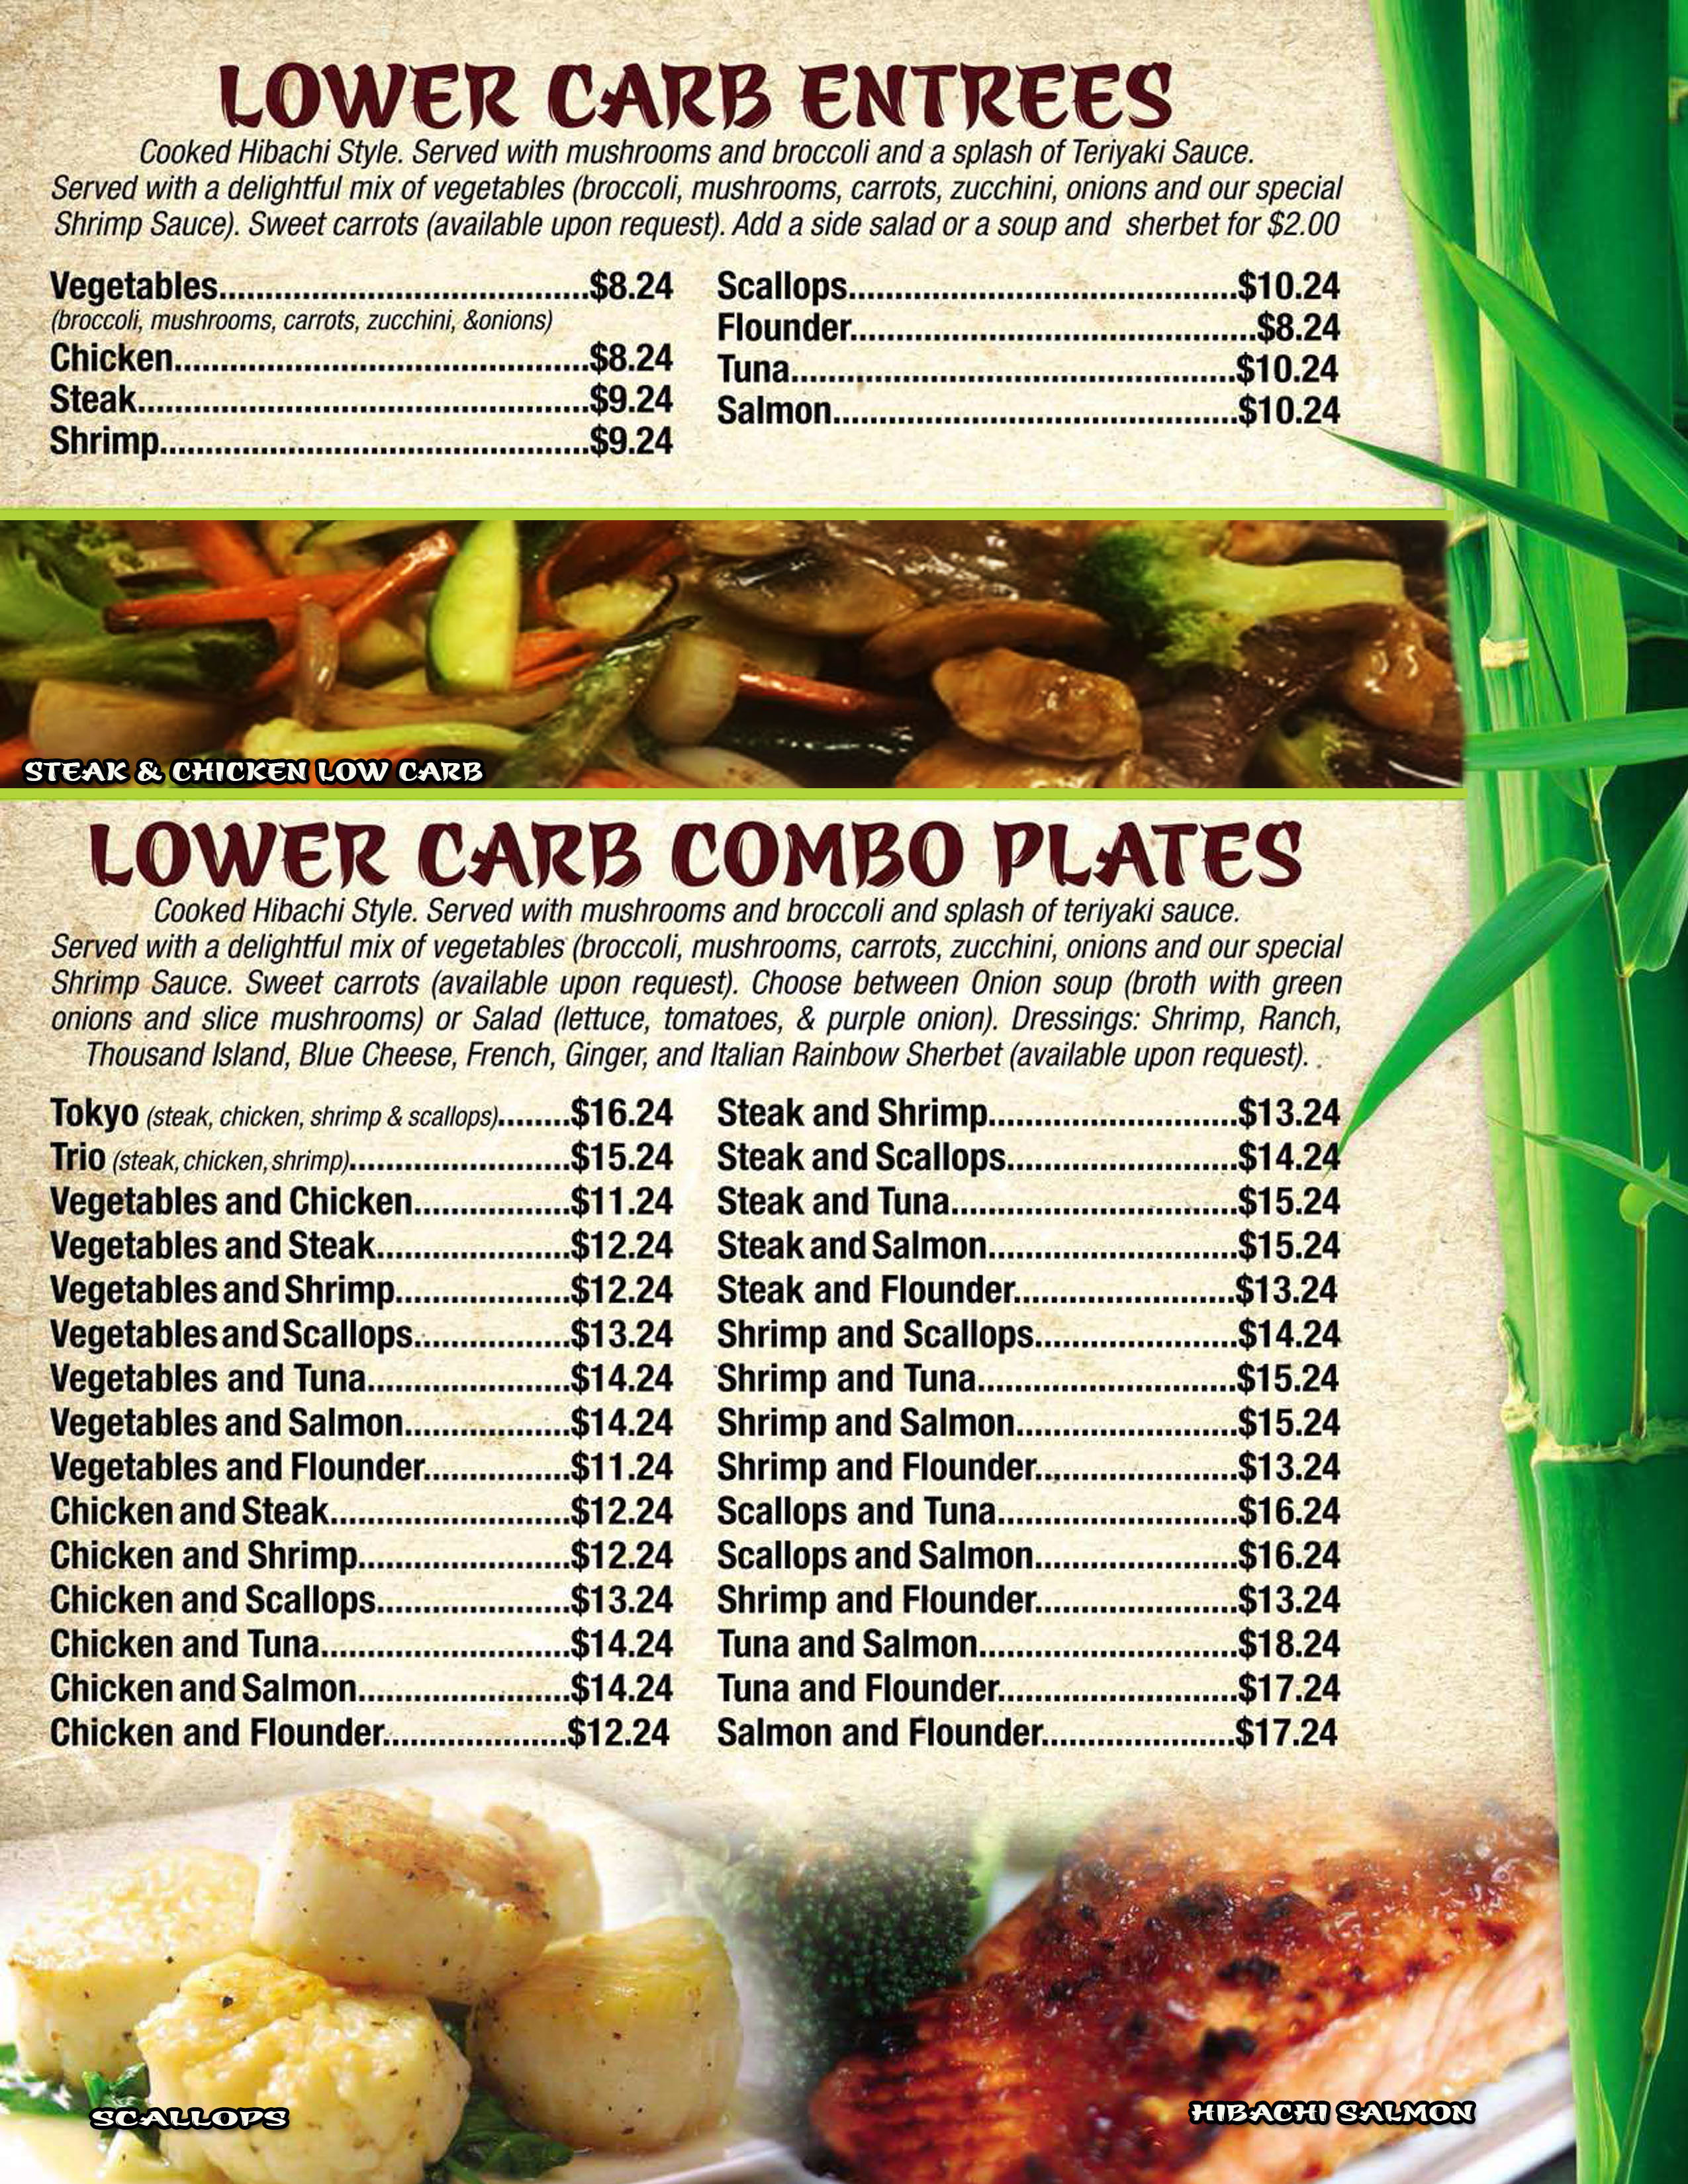 LOWER CARB ENTREES
Cooked Hibachi Style. Served with mushrooms and broccoli and a splash of Teriyaki Sauce.
Served with a delightful mix of vegetables (broccoli, mushrooms, carrots, zucchini, onions and our special
Shrimp Sauce). Sweet carrots (available upon request). Add a side salad or a soup and sherbet for $2.00
Vegetables........................................$8.24
(broccoli, mushrooms, carrots, zucchini, &onions)
Chicken.............................................$8.24
Steak.................................................$9.24
Shrimp..............................................$9.24
Scallops..........................................$10.24
Flounder............................................$8.24
Tuna................................................$10.24
Salmon............................................$10.24
STEAK & CHICKEN LOW CARB
LOWER CARB COMBO PLATES
Cooked Hibachi Style. Served with mushrooms and broccoli and splash of teriyaki sauce.
Served with a delightful mix of vegetables (broccoli, mushrooms, carrots, zucchini, onions and our special
Shrimp Sauce. Sweet carrots (available upon request). Choose between Onion soup (broth with green
onions and slice mushrooms) or Salad (lettuce, tomatoes, & purple onion). Dressings: Shrimp, Ranch,
Thousand Island, Blue Cheese, French, Ginger, and Italian Rainbow Sherbet (available upon request).
Tokyo (steak, chicken, shrimp & scallops)........$16.24
Trio (steak, chicken, shrimp)........................$15.24
Vegetables and Chicken.................$11.24
Vegetables and Steak.....................$12.24
Vegetables and Shrimp...................$12.24
Vegetables and Scallops.................$13.24
Vegetables and Tuna......................$14.24
Vegetables and Salmon..................$14.24
Vegetables and Flounder................$11.24
Chicken and Steak..........................$12.24
Chicken and Shrimp.......................$12.24
Chicken and Scallops.....................$13.24
Chicken and Tuna...........................$14.24
Chicken and Salmon.......................$14.24
Chicken and Flounder....................$12.24
Steak and Shrimp...........................$13.24
Steak and Scallops.........................$14.24
Steak and Tuna...............................$15.24
Steak and Salmon...........................$15.24
Steak and Flounder........................$13.24
Shrimp and Scallops......................$14.24
Shrimp and Tuna............................$15.24
Shrimp and Salmon........................$15.24
Shrimp and Flounder......................$13.24
Scallops and Tuna..........................$16.24
Scallops and Salmon......................$16.24
Shrimp and Flounder......................$13.24
Tuna and Salmon............................$18.24
Tuna and Flounder..........................$17.24
Salmon and Flounder.....................$17.24
SCALLOPS
HIBACHI SALMON